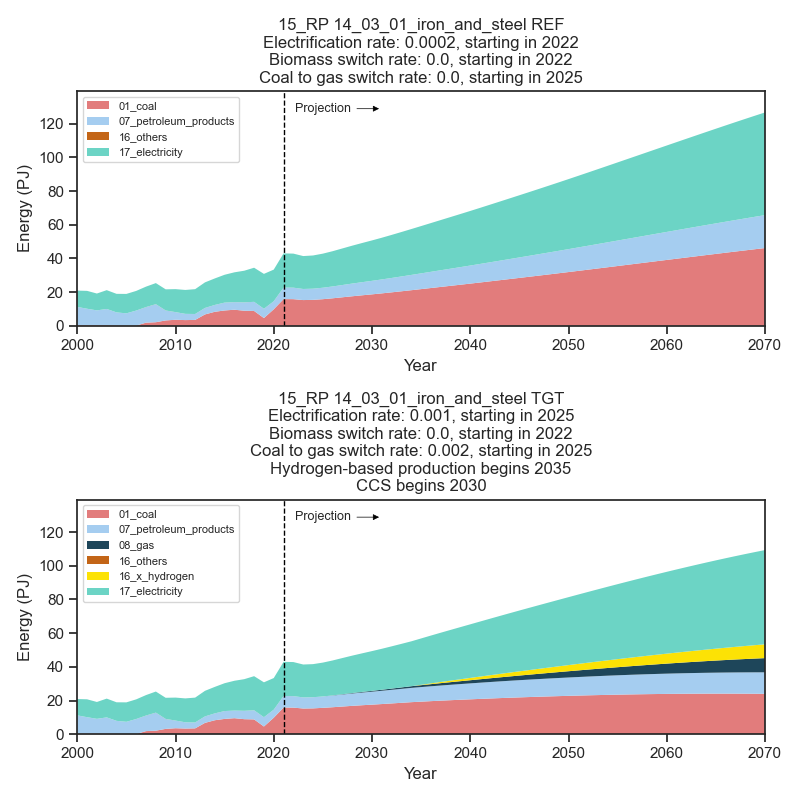 15_RP 14_03_01_iron_and_steel REF
Electrification rate: 0.0002, starting in 2022
Biomass switch rate: 0.0, starting in 2022
Coal to gas switch rate: 0.0, starting in 2025
01_coal
07_petroleum_products
16_others
17_electricity
Projection
Energy (PJ)
120
100
80
60
40
20
0
2000
2010
2020
2030
2040
2050
2060
2070
Year
15_RP 14_03_01_iron_and_steel TGT
Electrification rate: 0.001, starting in 2025
Biomass switch rate: 0.0, starting in 2022
Coal to gas switch rate: 0.002, starting in 2025
Hydrogen-based production begins 2035
CCS begins 2030
01_coal
07_petroleum_products
08_gas
16_others
16_x_hydrogen
17_electricity
Projection
Energy (PJ)
120
100
80
60
40
20
0
2000
2010
2020
2030
2040
2050
2060
2070
Year